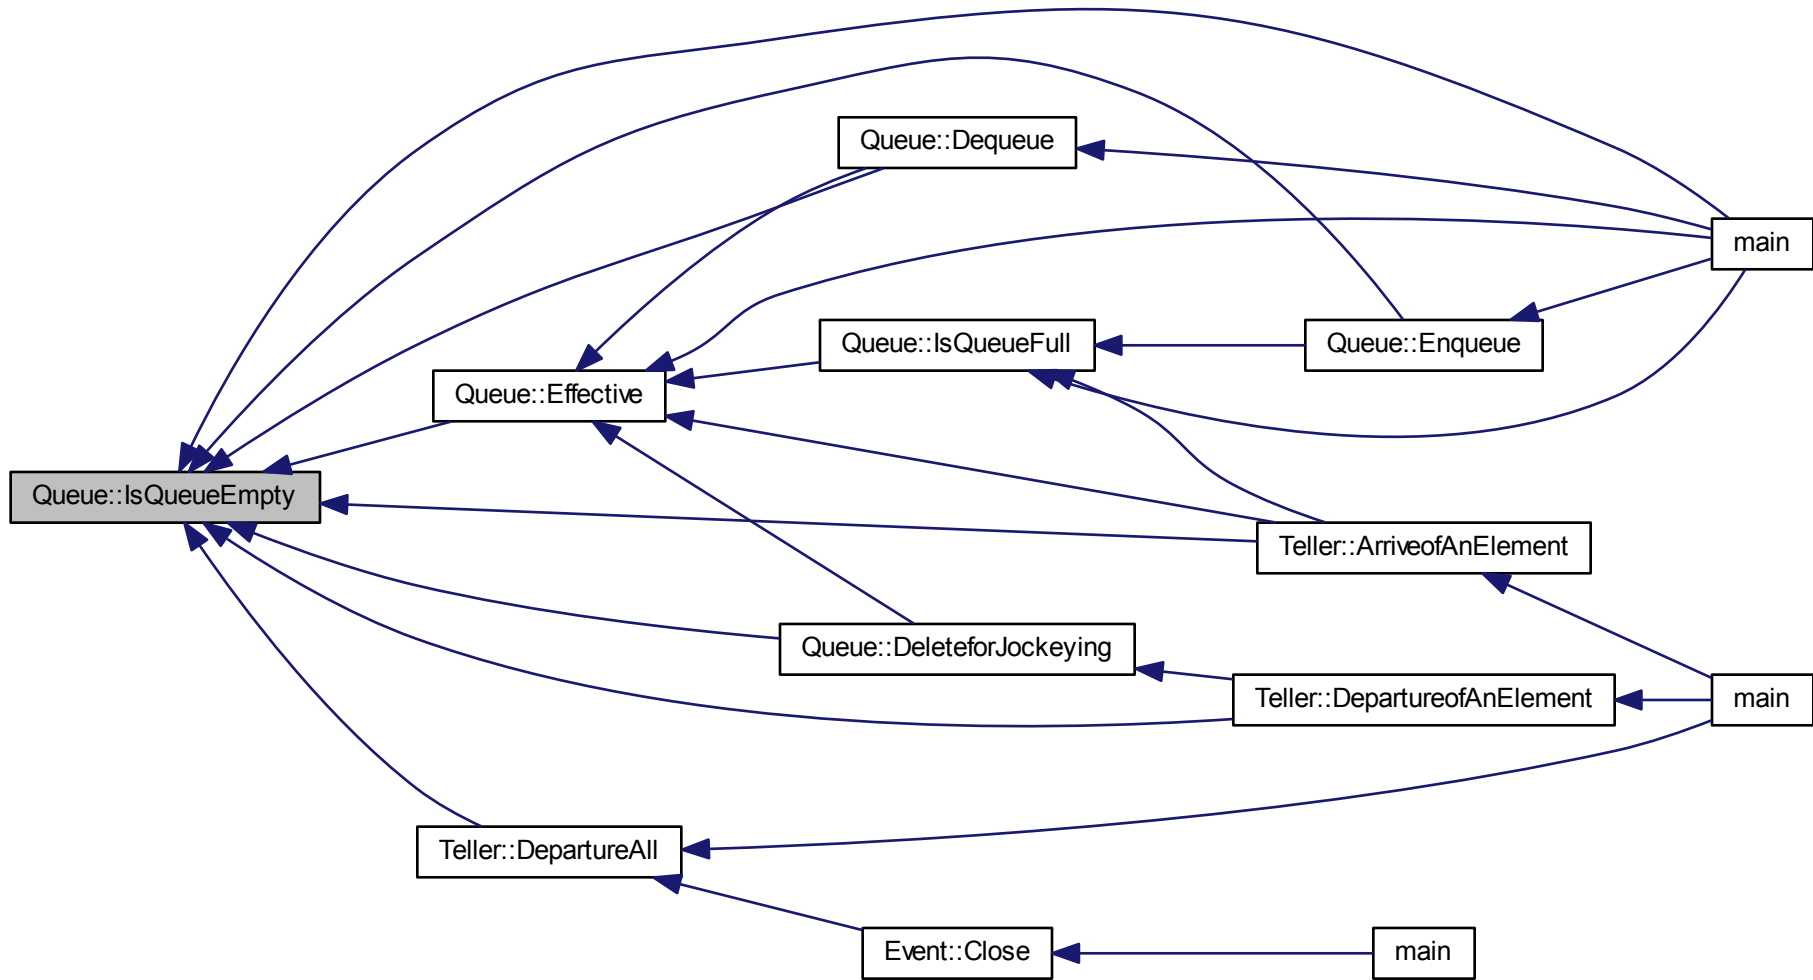 Queue::Dequeue
main
Queue::IsQueueFull
Queue::Enqueue
Queue::Effective
Queue::IsQueueEmpty
Teller::ArriveofAnElement
Queue::DeleteforJockeying
Teller::DepartureofAnElement
main
Teller::DepartureAll
Event::Close
main